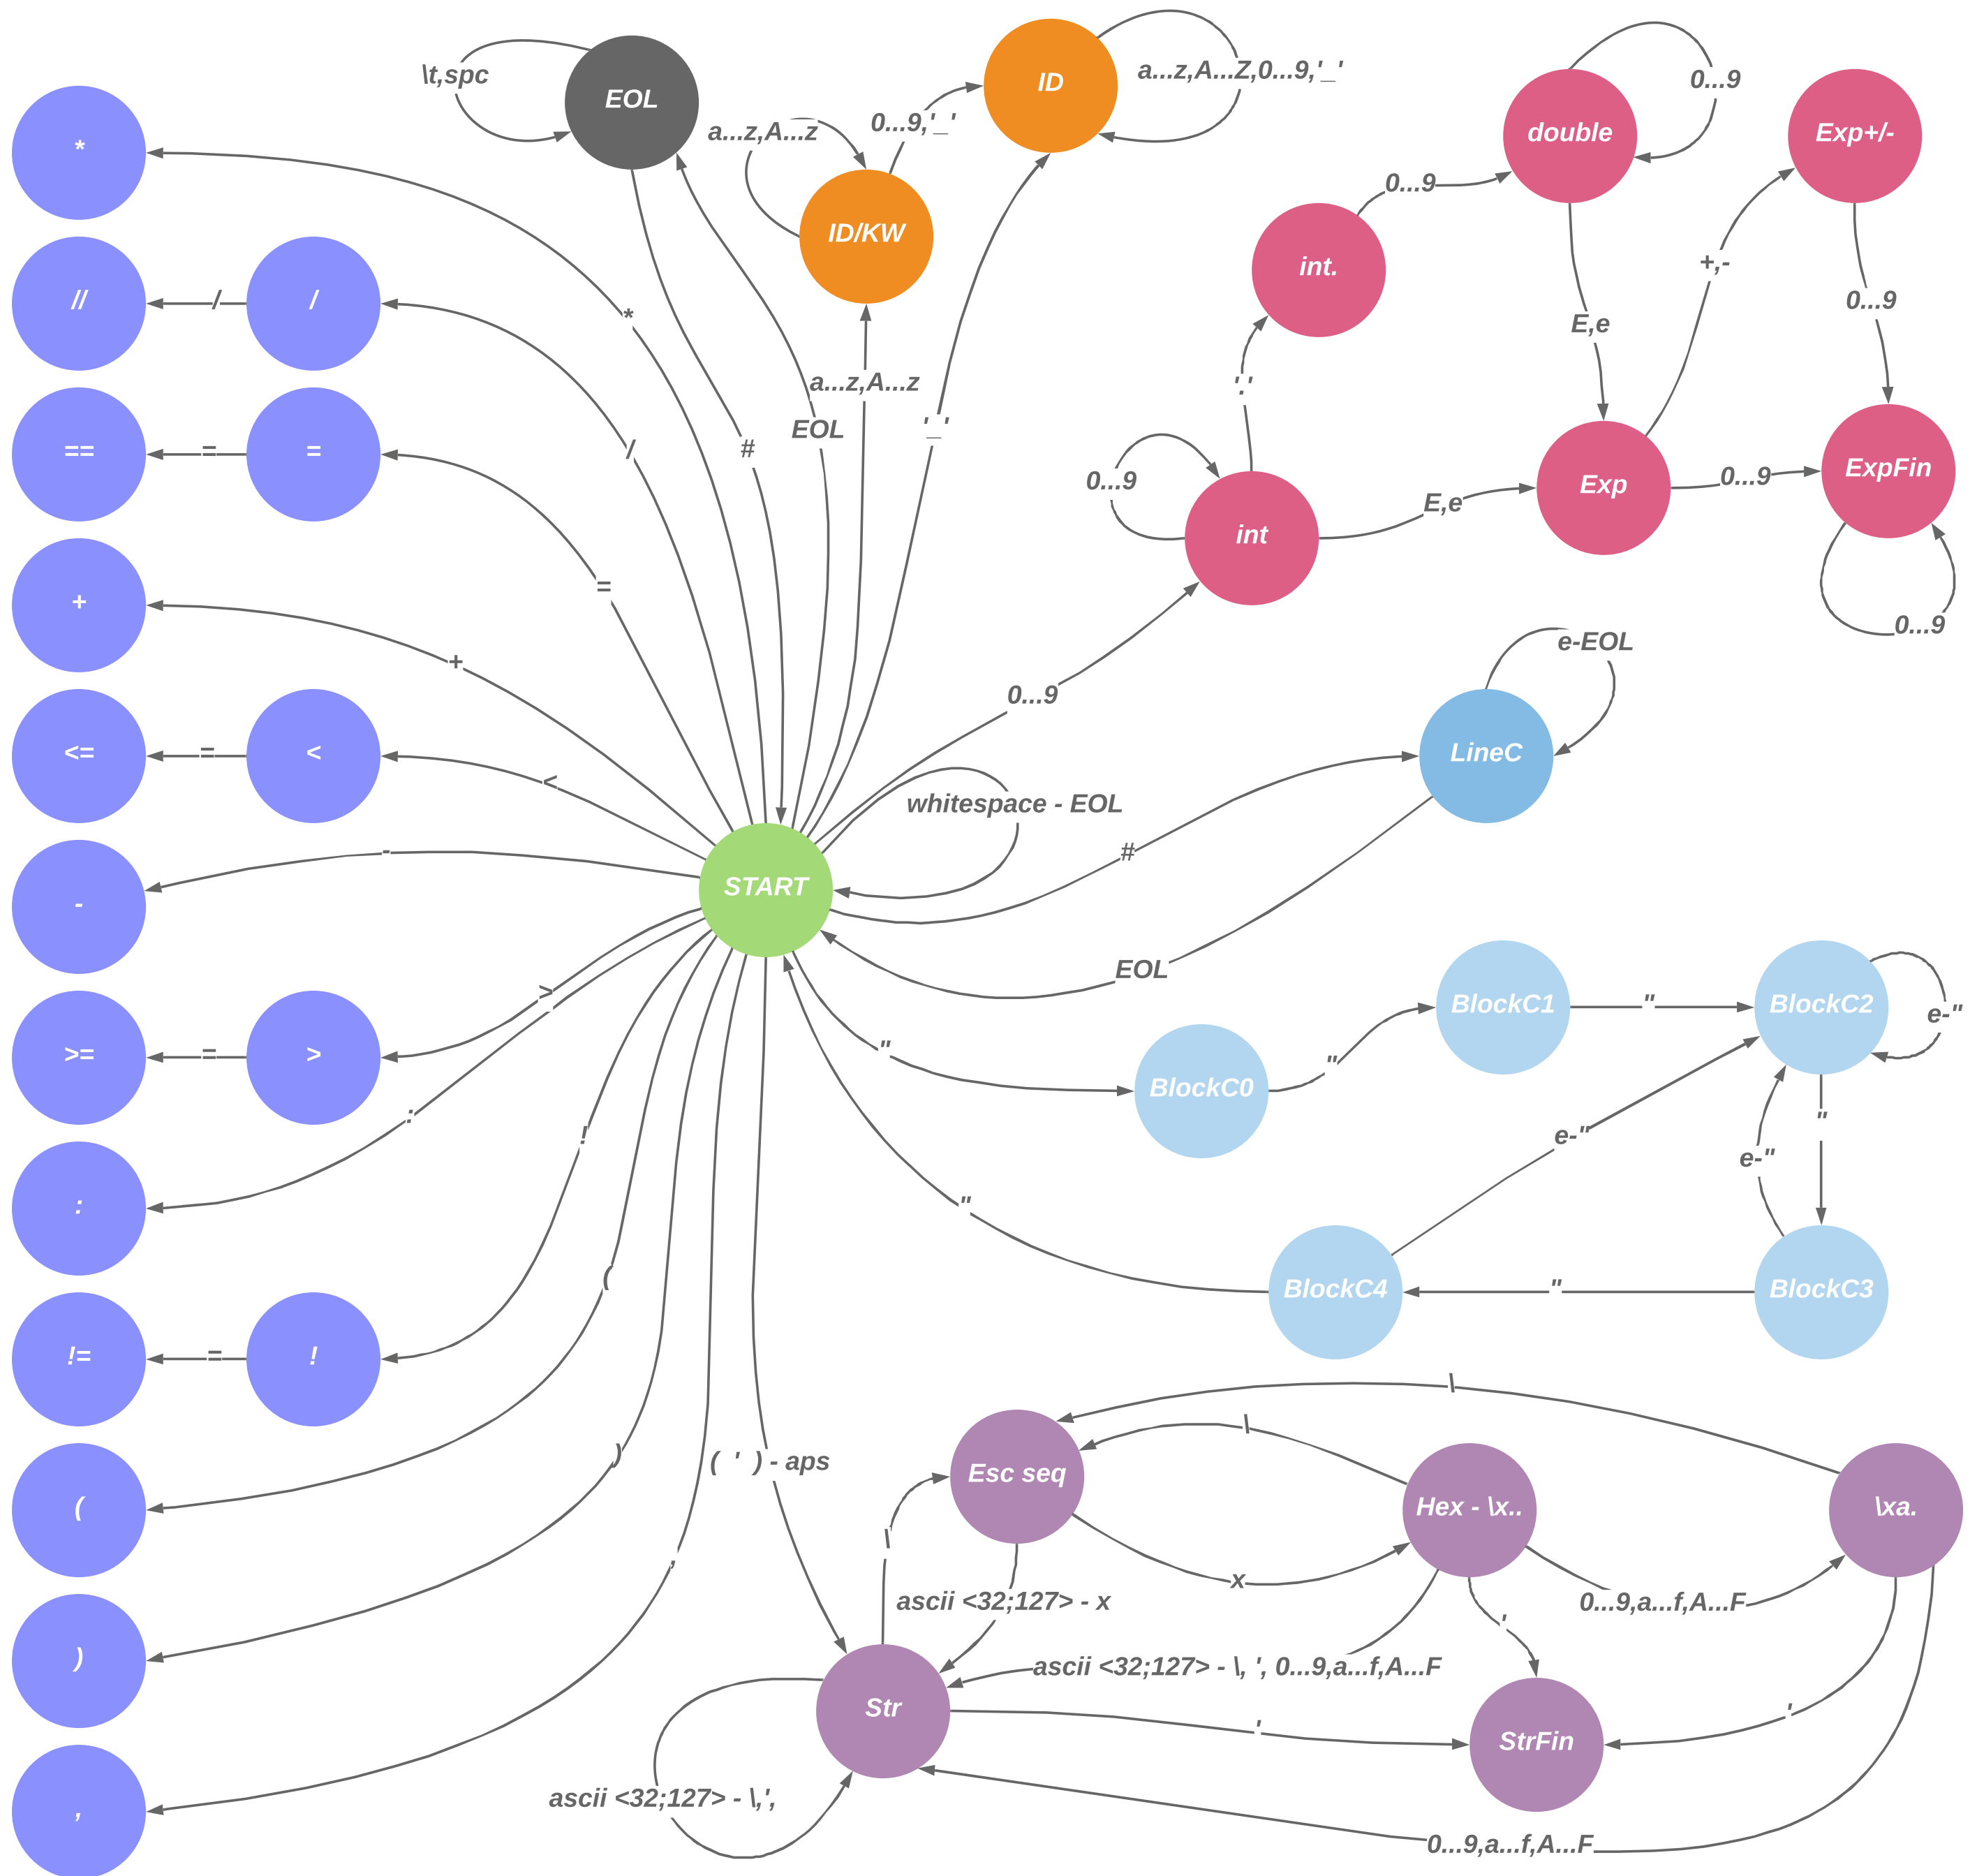 \t,spc
EOL
ID
a...z,A...Z,0...9,'_'
0...9
double
Exp+/-
*
a...z,A...z
0...9,'_'
ID/KW
0...9
int.
+,-
//
/
/
*
E,e
0...9
a...z,A...z
'.'
==
=
=
/
#
EOL
'_'
0...9
E,e
Exp
0...9
ExpFin
int
+
=
+
0...9
0...9
e-EOL
<=
=
<
<
whitespace - EOL
LineC
-
-
START
#
>
EOL
BlockC1
"
BlockC2
e-"
>=
=
>
"
"
BlockC0
:
!
e-"
"
e-"
:
(
"
BlockC4
"
BlockC3
!=
=
!
\
\
)
( ' ) - aps
Esc seq
(
Hex - \x..
\xa.
,
\
x
ascii <32;127> - x
0...9,a...f,A...F
'
)
ascii <32;127> - \, ', 0...9,a...f,A...F
Str
'
StrFin
'
,
ascii <32;127> - \,',
0...9,a...f,A...F